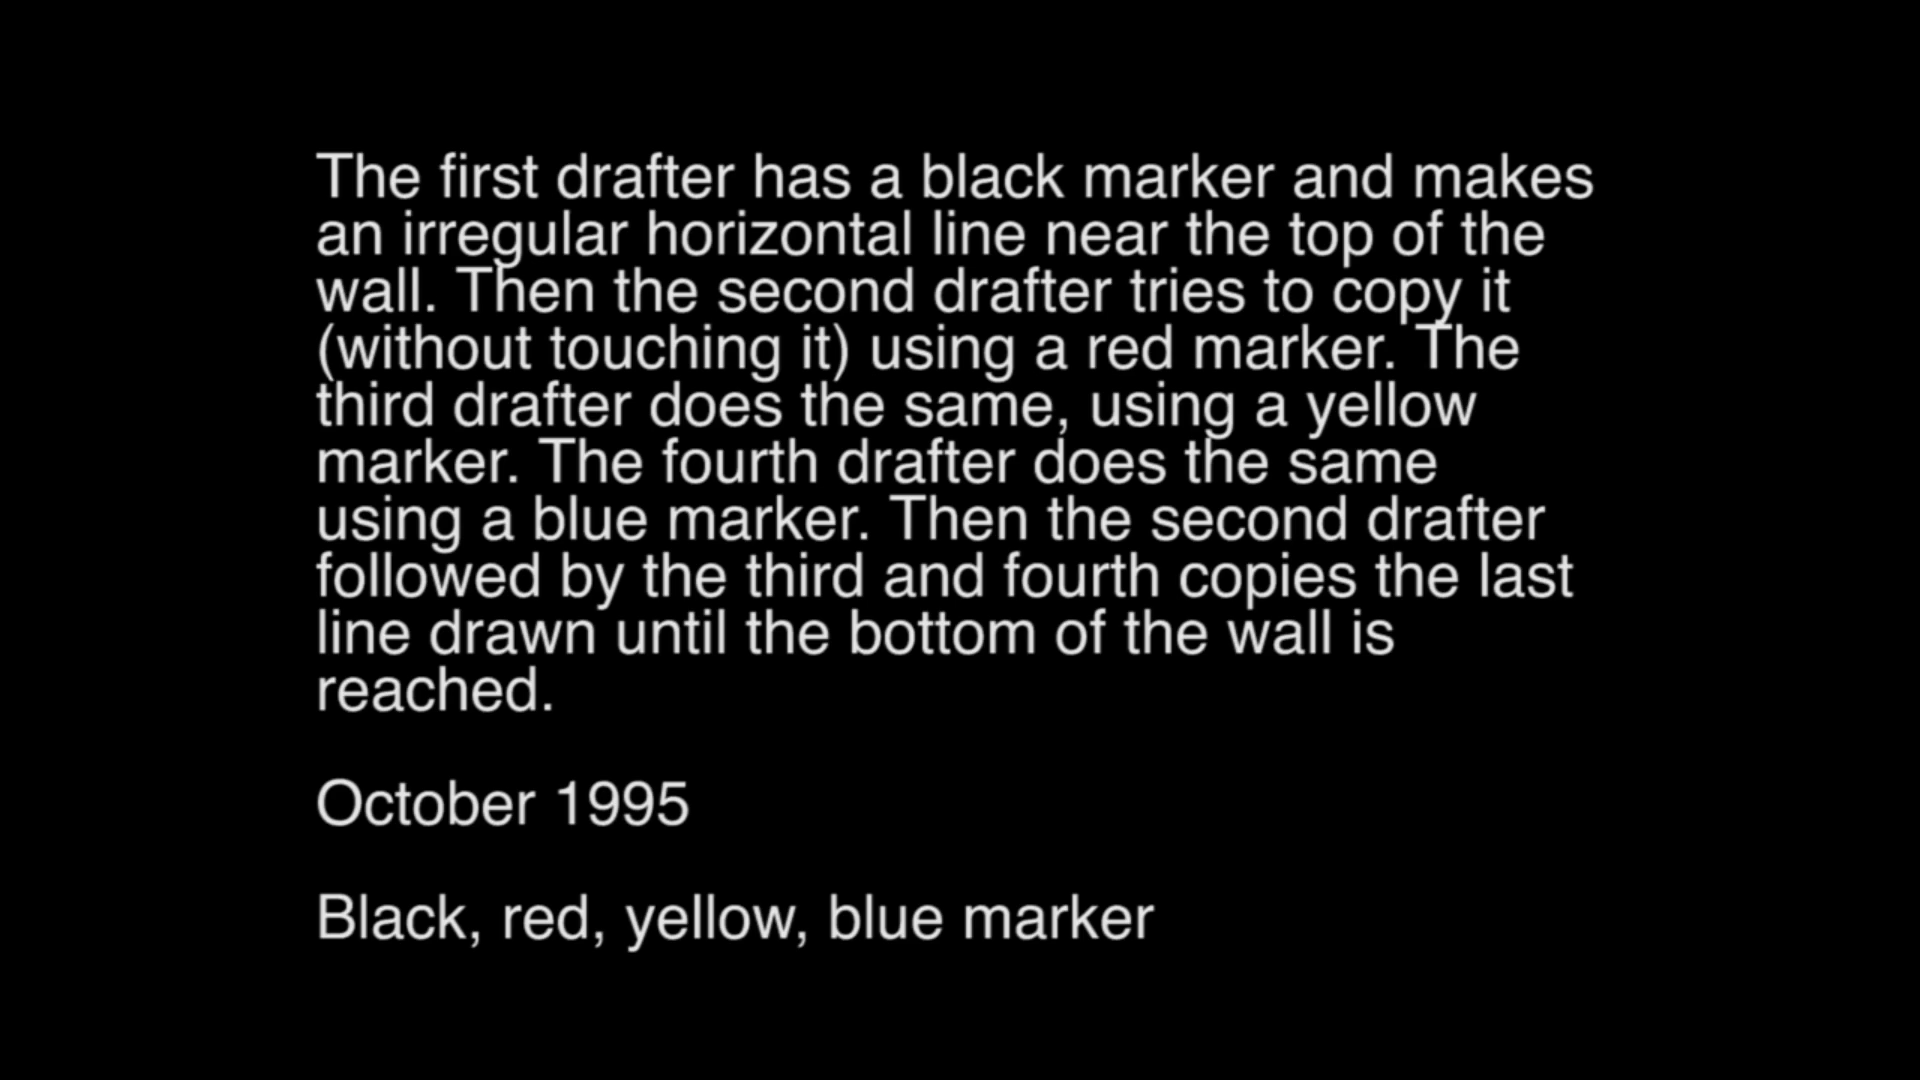 The first drafter has a black marker and makes
an irregular horizontal line near the top of the
wall. Then the second drafter tries to copy it
(without touching it) using a red marker. The
third drafter does the same, using a yellow
marker. The fourth drafter does the same
using a blue marker. Then the second drafter
followed by the third and fourth copies the last
line drawn until the bottom of the wall is
reached.
October 1995
Black, red, yellow, blue marker